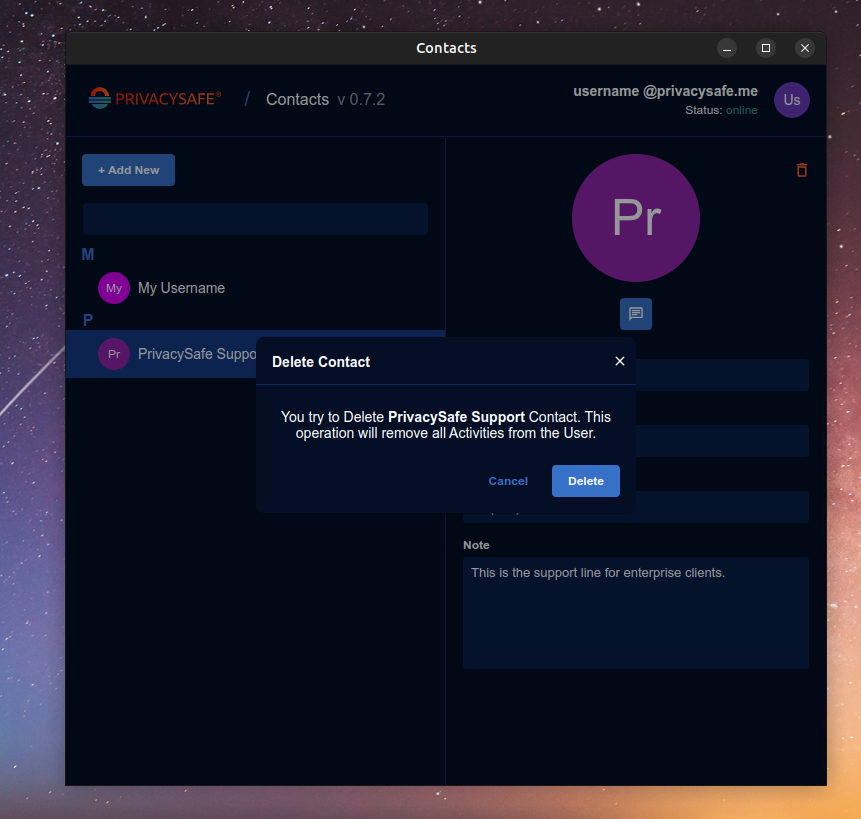 Contacts
PRIVACYSAFE®
/ Contacts v 0.7.2
username @privacysafe.me
Status: online
Us
+ Add New
Pr
M
My My Username
P
Pr PrivacySafe Suppo
Delete Contact
You try to Delete PrivacySafe Support Contact. This
operation will remove all Activities from the User.
Cancel Delete
Note
This is the support line for enterprise clients.